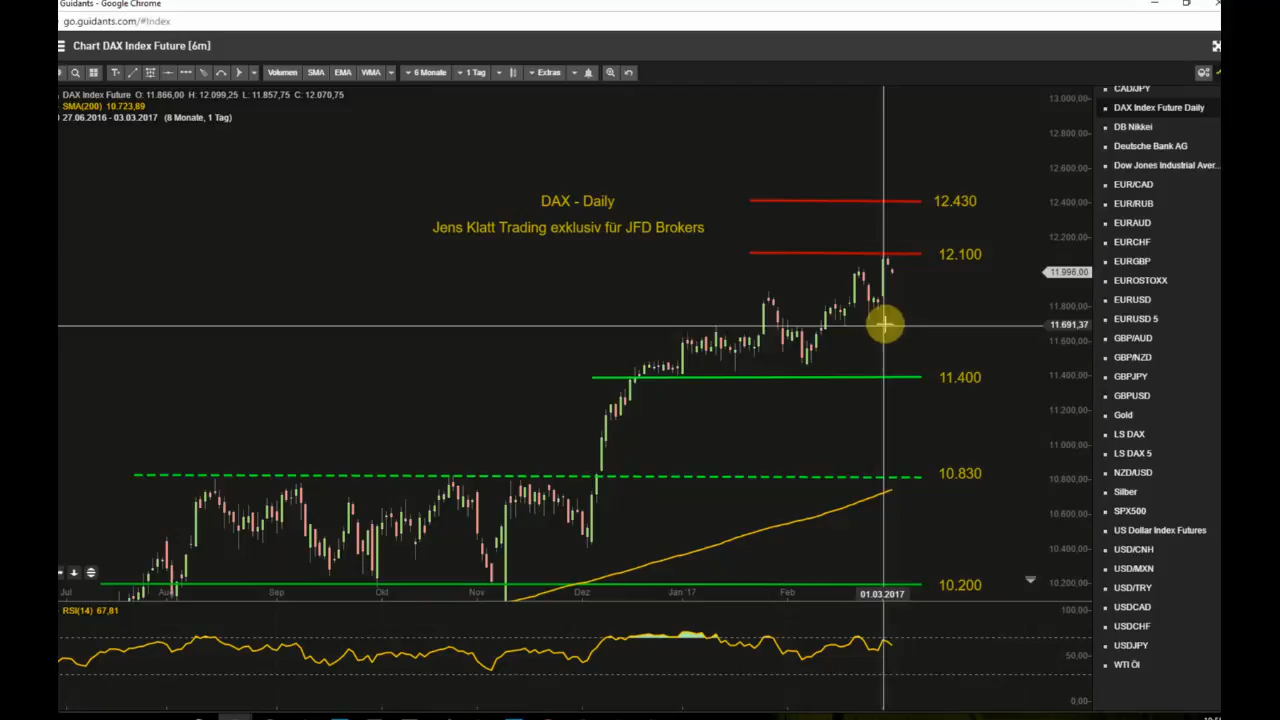 Guidants - Google Chrome
go.guidants.com/#Index
Chart DAX Index Future [6m]
Volumen SMA EMA WMA 6 Monate 1 Tag Extras
DAX Index Future O: 11.866,00 H: 12.099,25 L: 11.857,75 C: 12.070,75
SMA(200) 10.723,89
27.06.2016 - 03.03.2017 (8 Monate, 1 Tag)
DAX - Daily
Jens Klatt Trading exklusiv für JFD Brokers
12.430
12.100
11.400
10.830
10.200
13.000,00
12.800,00
12.600,00
12.400,00
12.200,00
11.996,00
11.800,00
11.691,37
11.600,00
11.400,00
11.200,00
11.000,00
10.800,00
10.600,00
10.400,00
10.200,00
Jul Aug Sep Okt Nov Dez Jan '17 Feb 01.03.2017
RSI(14) 67,81
100,00
50,00
0,00
CAD/JPY
DAX Index Future Daily
DB Nikkei
Deutsche Bank AG
Dow Jones Industrial Aver...
EUR/CAD
EUR/RUB
EURAUD
EURCHF
EURGBP
EUROSTOXX
EURUSD
EURUSD 5
GBP/AUD
GBP/NZD
GBPJPY
GBPUSD
Gold
LS DAX
LS DAX 5
NZD/USD
Silber
SPX500
US Dollar Index Futures
USD/CNH
USD/MXN
USD/TRY
USDCAD
USDCHF
USDJPY
WTI Öl